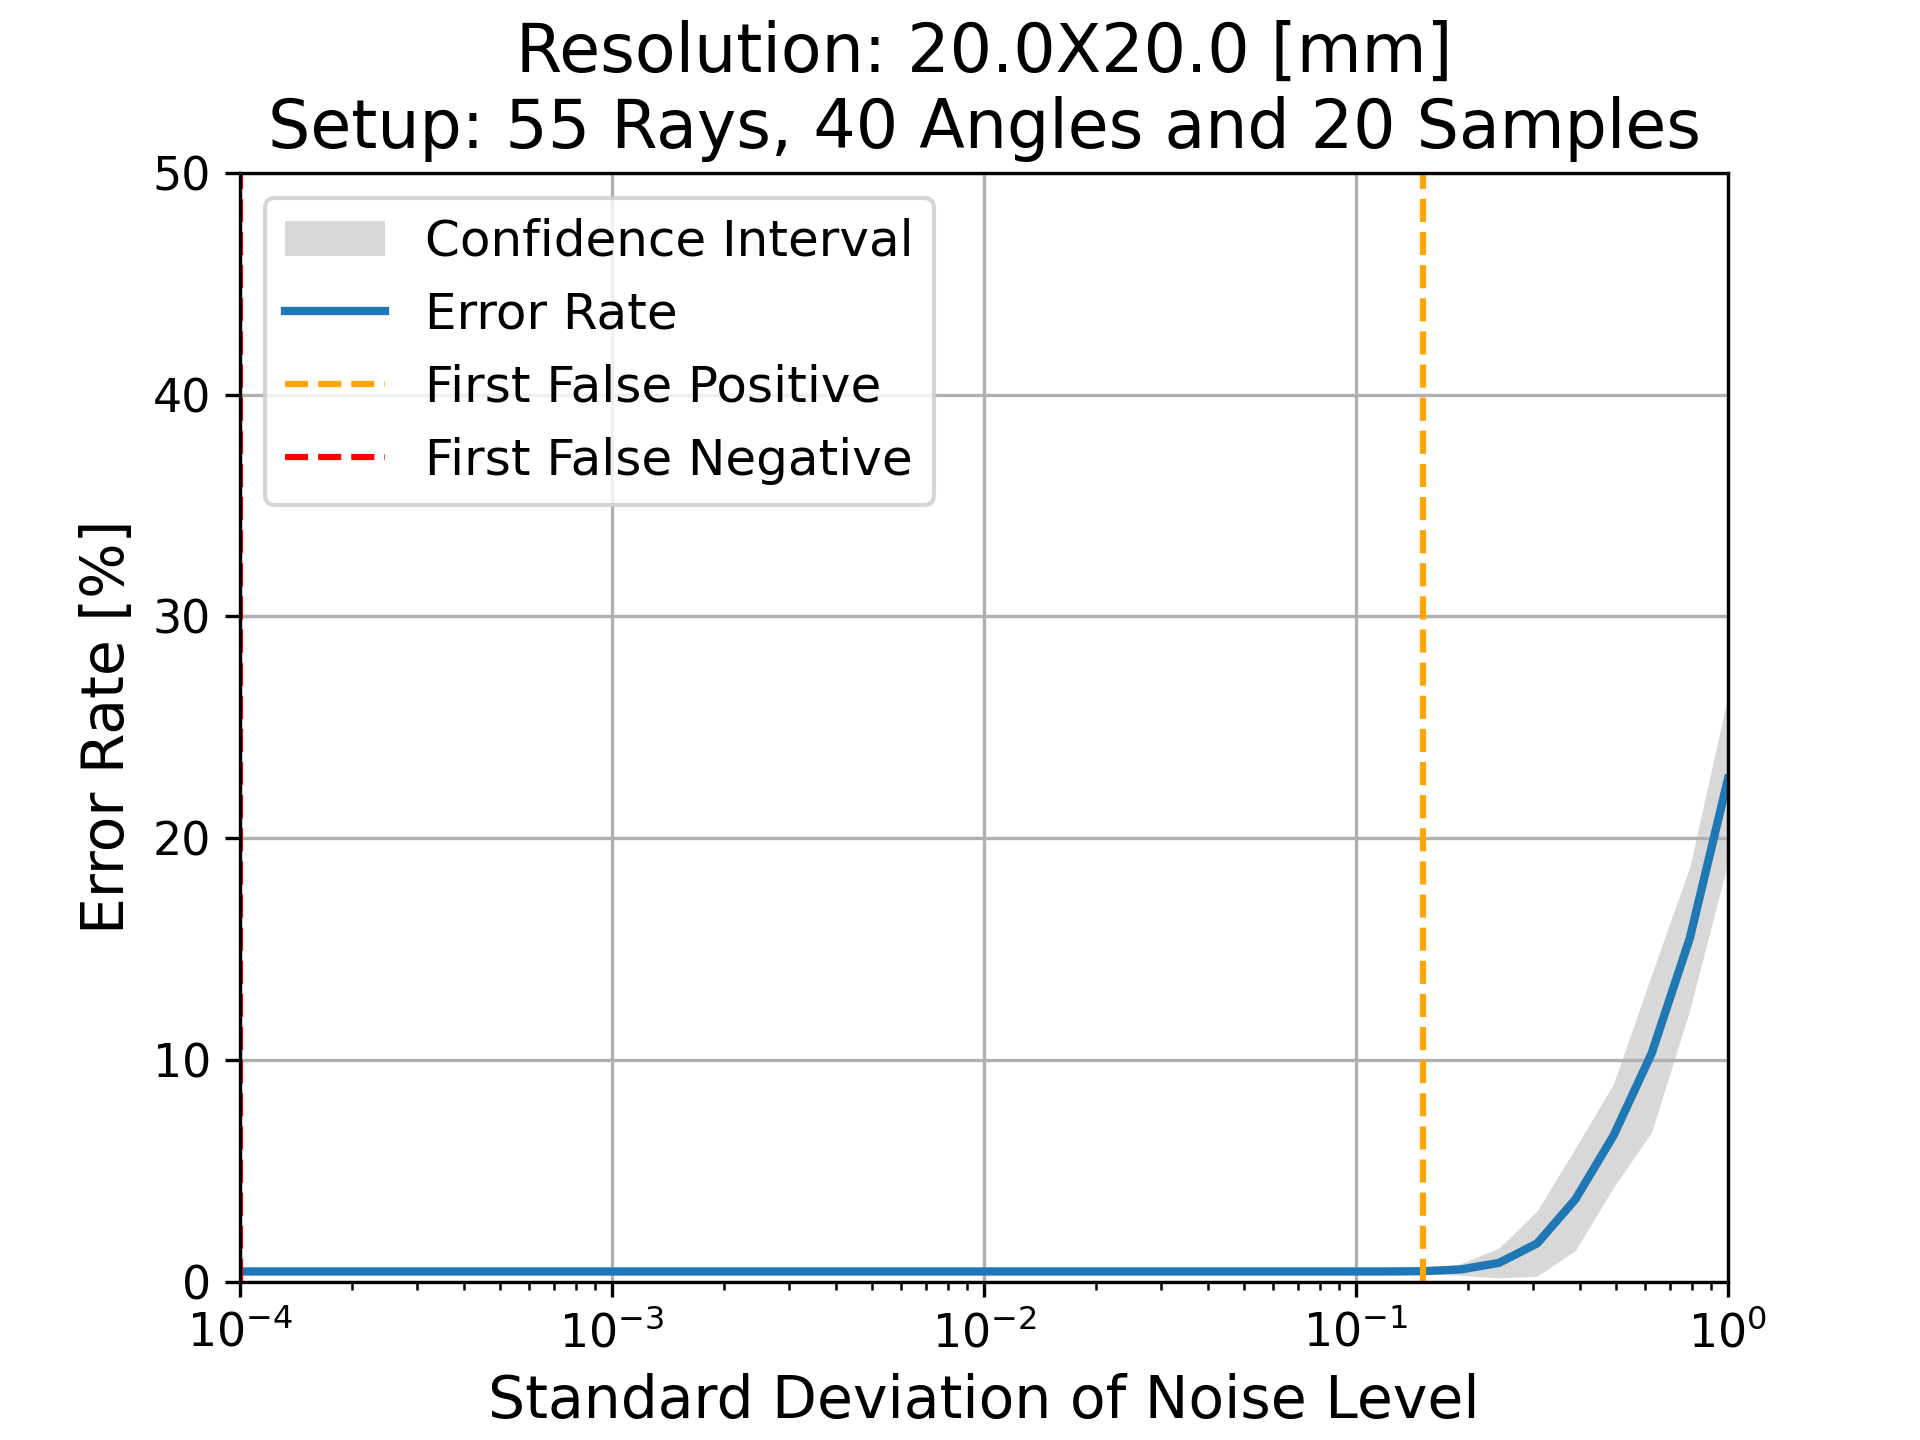 Resolution: 20.0X20.0 [mm]
Setup: 55 Rays, 40 Angles and 20 Samples
50
40
30
20
10
0
Error Rate [%]
Confidence Interval
Error Rate
First False Positive
First False Negative
10⁻⁴
10⁻³
10⁻²
10⁻¹
10⁰
Standard Deviation of Noise Level